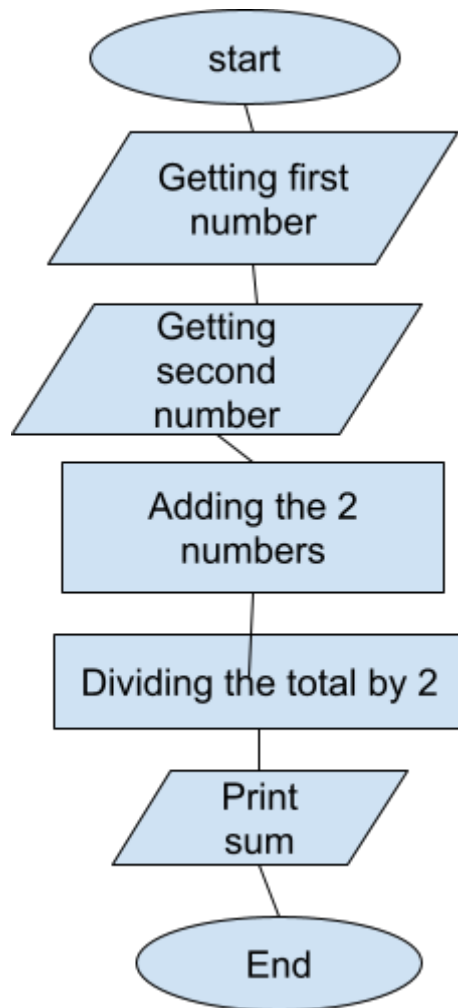 start
Getting first
number
Getting
second
number
Adding the 2
numbers
Dividing the total by 2
Print
sum
End